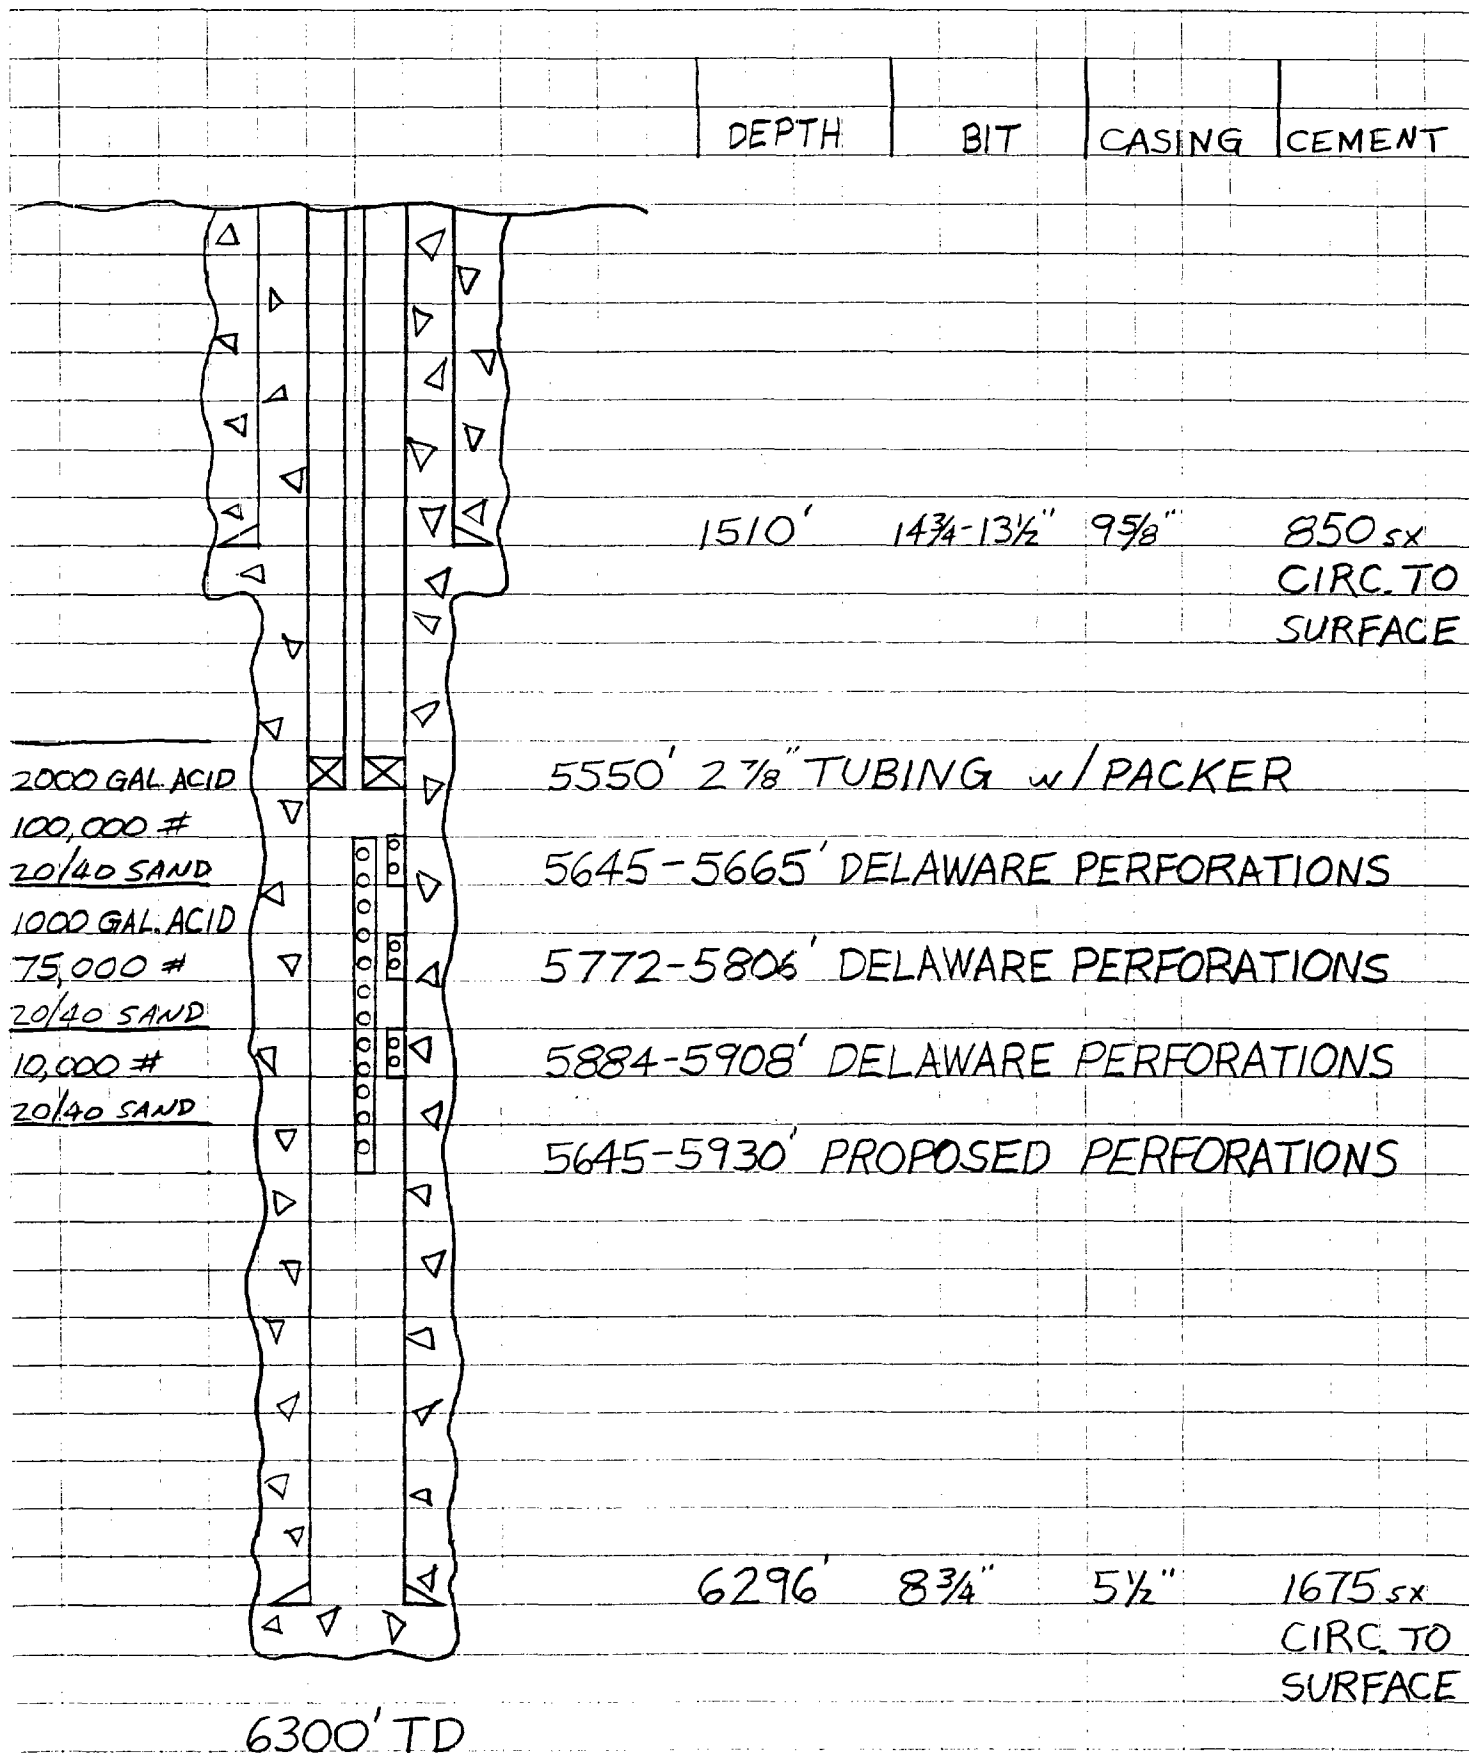 DEPTH BIT CASING CEMENT
1510' 14¾-13½" 9⅝" 850 sx
CIRC. TO
SURFACE
5550' 2 ⅞" TUBING w/PACKER
2000 GAL. ACID
100,000 #
20/40 SAND
5645-5665' DELAWARE PERFORATIONS
1000 GAL. ACID
75,000 #
20/40 SAND
5772-5806' DELAWARE PERFORATIONS
10,000 #
20/40 SAND
5884-5908' DELAWARE PERFORATIONS
5645-5930' PROPOSED PERFORATIONS
6296' 8¾" 5½" 1675 sx
CIRC. TO
SURFACE
6300' TD